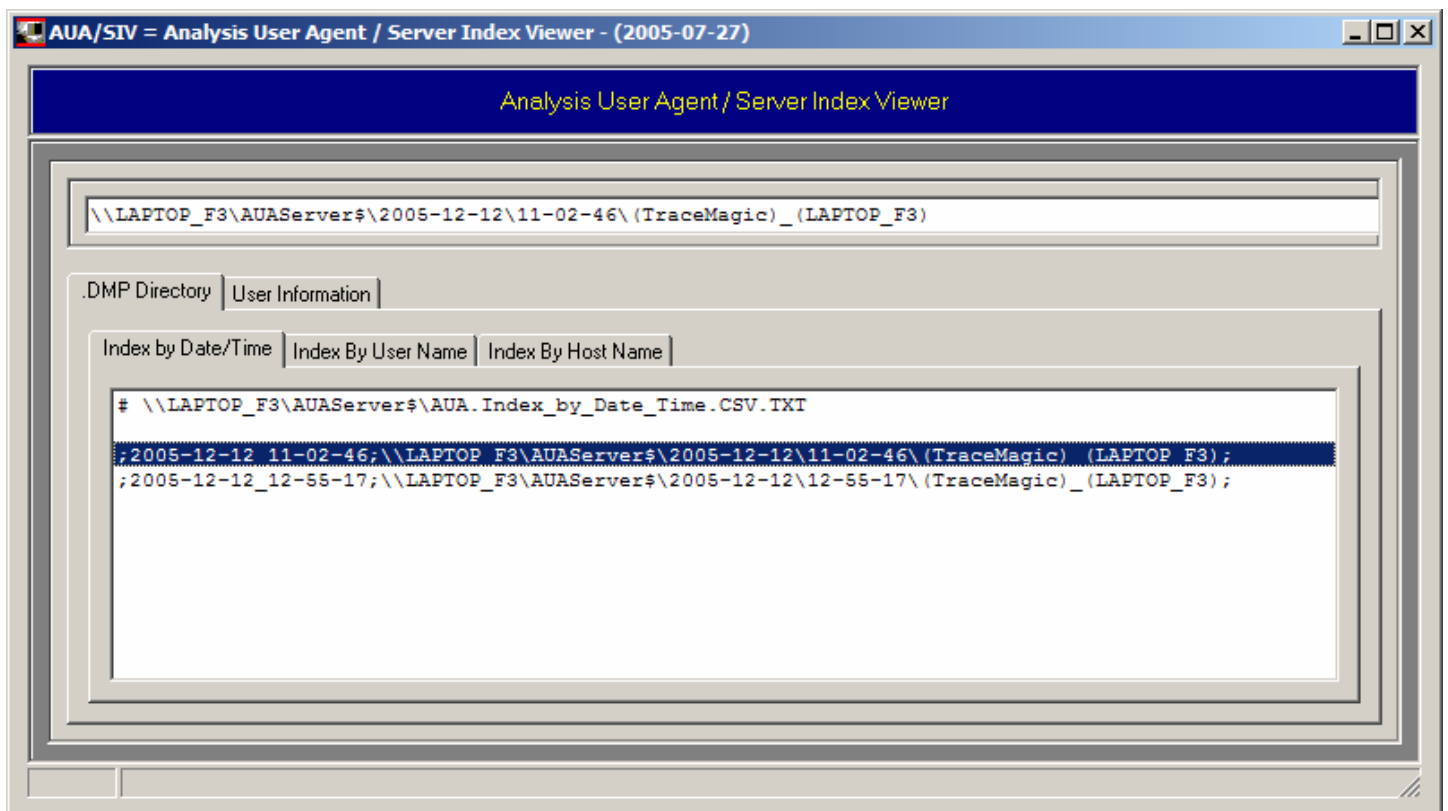 AUA/SIV = Analysis User Agent / Server Index Viewer - (2005-07-27)
Analysis User Agent / Server Index Viewer
\\LAPTOP_F3\AUAServer$\2005-12-12\11-02-46\(TraceMagic)_(LAPTOP_F3)
.DMP Directory User Information
Index by Date/Time Index By User Name Index By Host Name
# \\LAPTOP_F3\AUAServer$\AUA.Index_by_Date_Time.CSV.TXT
;2005-12-12_11-02-46;\\LAPTOP_F3\AUAServer$\2005-12-12\11-02-46\(TraceMagic)_(LAPTOP_F3);
;2005-12-12_12-55-17;\\LAPTOP_F3\AUAServer$\2005-12-12\12-55-17\(TraceMagic)_(LAPTOP_F3);